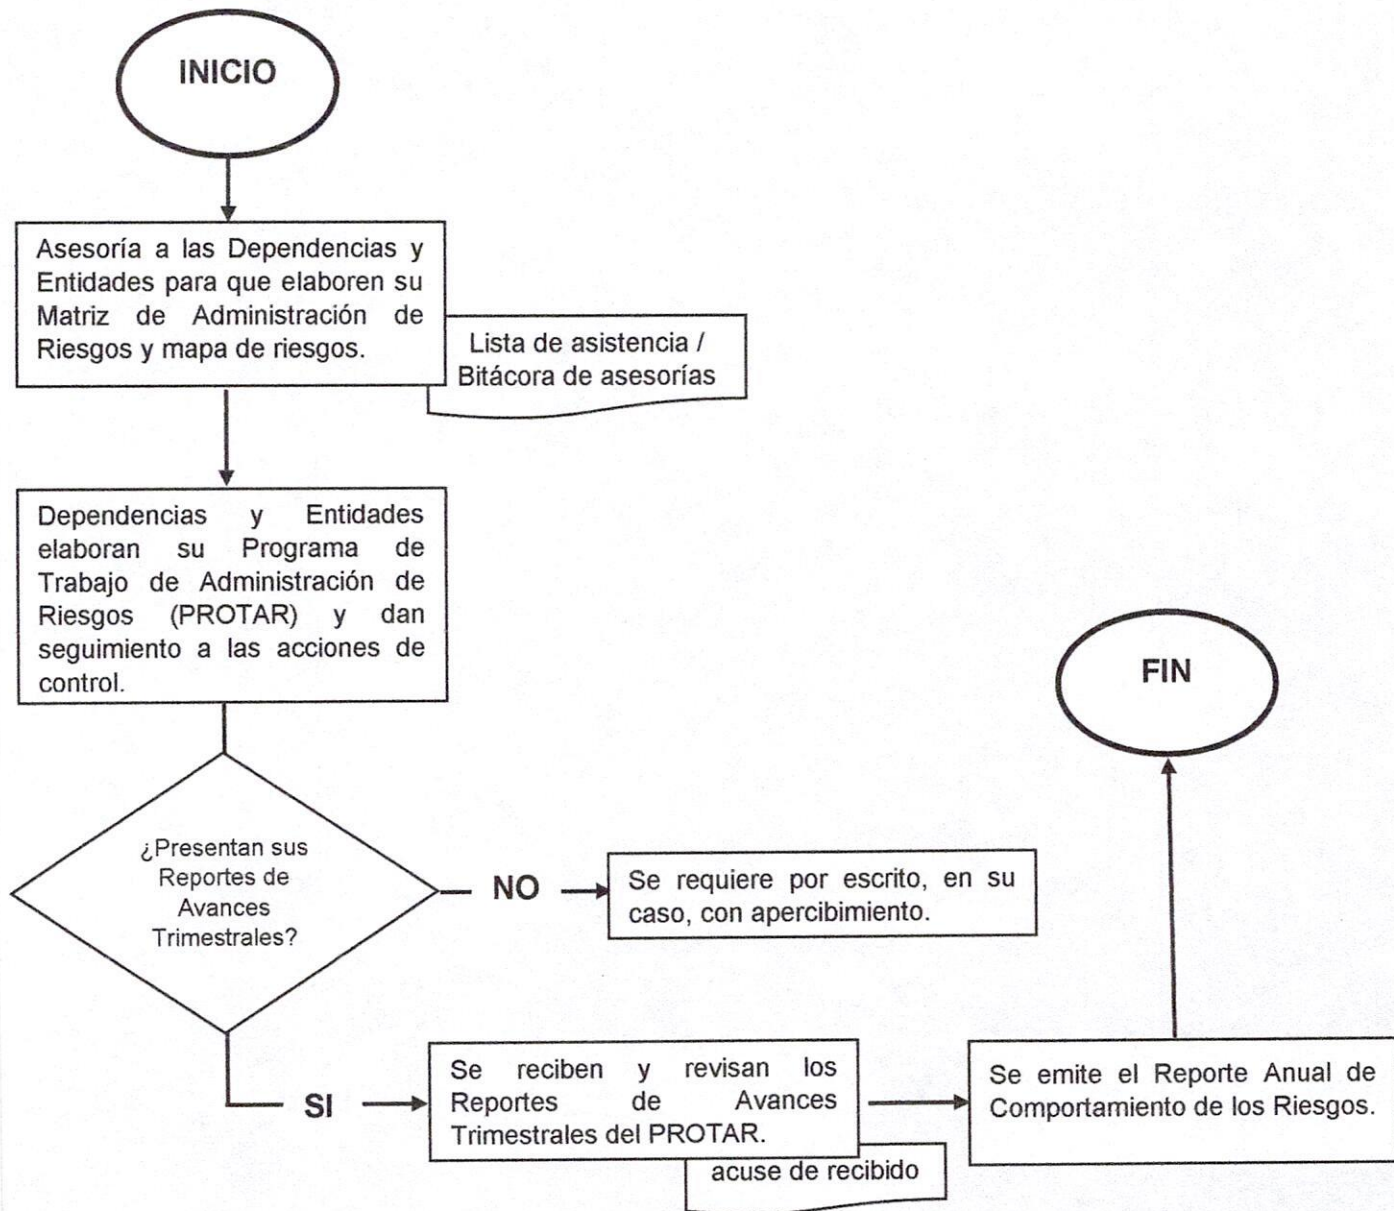 INICIO
Asesoría a las Dependencias y
Entidades para que elaboren su
Matriz de Administración de
Riesgos y mapa de riesgos.
Lista de asistencia /
Bitácora de asesorías
Dependencias y Entidades
elaboran su Programa de
Trabajo de Administración de
Riesgos (PROTAR) y dan
seguimiento a las acciones de
control.
¿Presentan sus
Reportes de
Avances
Trimestrales?
NO
Se requiere por escrito, en su
caso, con apercibimiento.
SI
Se reciben y revisan los
Reportes de Avances
Trimestrales del PROTAR.
acuse de recibido
Se emite el Reporte Anual de
Comportamiento de los Riesgos.
FIN